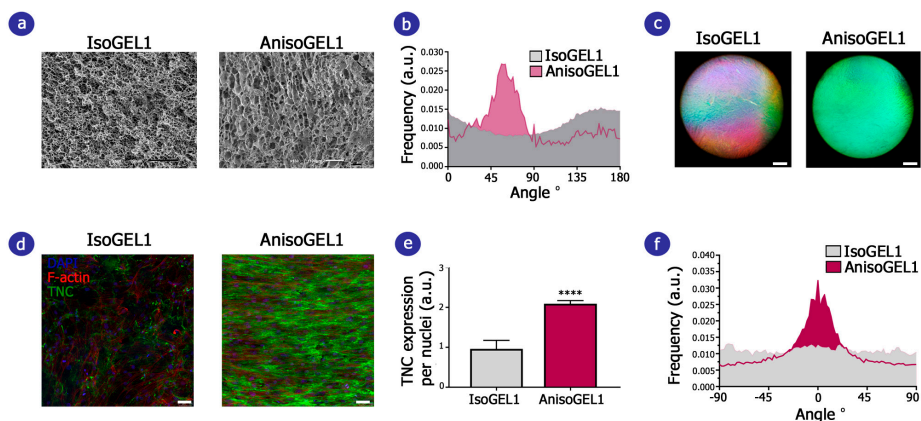 a
IsoGEL1
AnisoGEL1
b
Frequency (a.u.)
0.030
0.025
0.020
0.015
0.010
0.005
0.000
IsoGEL1
AnisoGEL1
0
45
90
135
180
Angle °
c
IsoGEL1
AnisoGEL1
d
IsoGEL1
AnisoGEL1
DAPI
F-actin
TNC
e
TNC expression
per nuclei (a.u.)
3
2
1
0
****
IsoGEL1
AnisoGEL1
f
Frequency (a.u.)
0.040
0.035
0.030
0.025
0.020
0.015
0.010
0.005
0.000
IsoGEL1
AnisoGEL1
-90
-45
0
45
90
Angle °